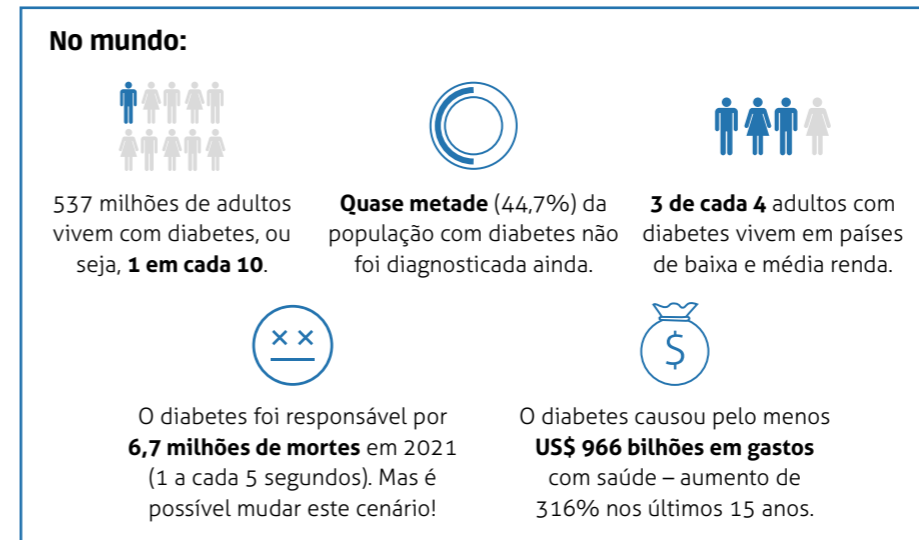 No mundo:
537 milhões de adultos
vivem com diabetes, ou
seja, 1 em cada 10.
Quase metade (44,7%) da
população com diabetes não
foi diagnosticada ainda.
3 de cada 4 adultos com
diabetes vivem em países
de baixa e média renda.
O diabetes foi responsável por
6,7 milhões de mortes em 2021
(1 a cada 5 segundos). Mas é
possível mudar este cenário!
$
O diabetes causou pelo menos
US$ 966 bilhões em gastos
com saúde – aumento de
316% nos últimos 15 anos.